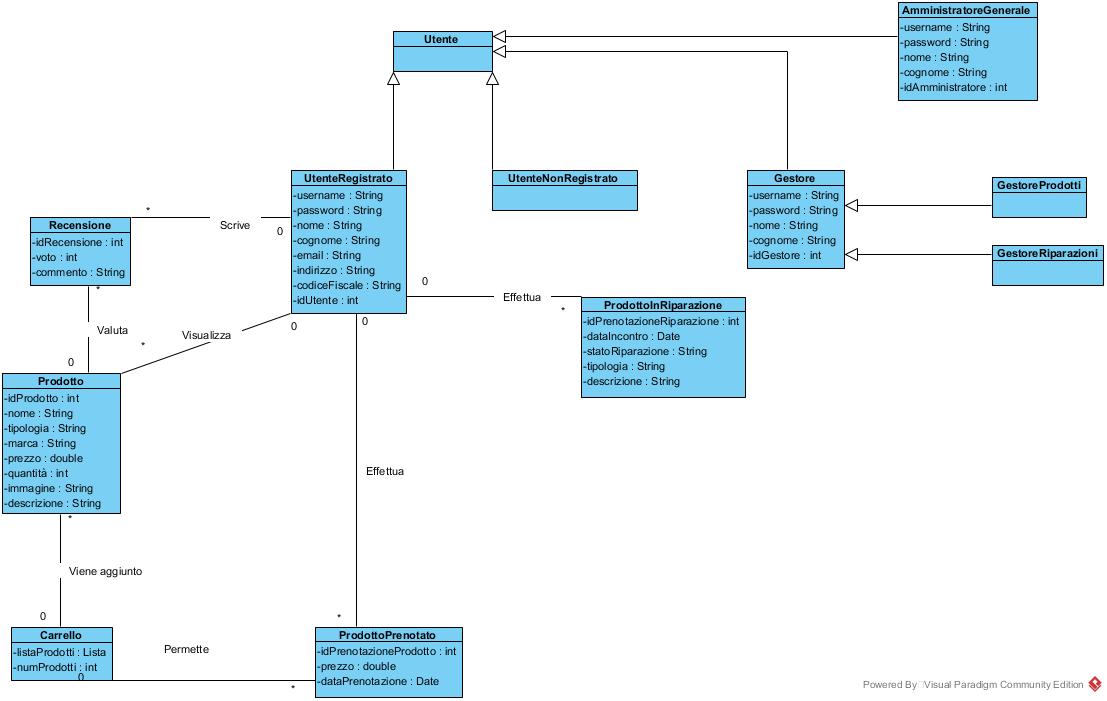 AmministratoreGenerale
-username : String
-password : String
-nome : String
-cognome : String
-idAmministratore : int
Utente
UtenteRegistrato
-username : String
-password : String
-nome : String
-cognome : String
-email : String
-indirizzo : String
-codiceFiscale : String
-idUtente : int
UtenteNonRegistrato
Gestore
-username : String
-password : String
-nome : String
-cognome : String
-idGestore : int
GestoreProdotti
GestoreRiparazioni
Recensione
-idRecensione : int
-voto : int
-commento : String
*
Scrive
0
*
Valuta
0
*
Visualizza
0
0
Effettua
*
ProdottoInRiparazione
-idPrenotazioneRiparazione : int
-dataIncontro : Date
-statoRiparazione : String
-tipologia : String
-descrizione : String
Prodotto
-idProdotto : int
-nome : String
-tipologia : String
-marca : String
-prezzo : double
-quantità : int
-immagine : String
-descrizione : String
0
Effettua
*
*
Viene aggiunto
0
Carrello
-listaProdotti : Lista
-numProdotti : int
0
Permette
*
ProdottoPrenotato
-idPrenotazioneProdotto : int
-prezzo : double
-dataPrenotazione : Date
Powered By Visual Paradigm Community Edition